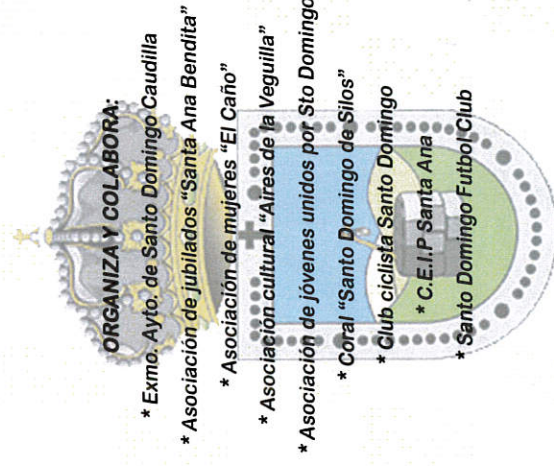 ORGANIZA Y COLABORA:
* Exmo. Ayto. de Santo Domingo Caudilla
* Asociación de jubilados "Santa Ana Bendita"
* Asociación de mujeres "El Caño"
* Asociación cultural "Aires de la Veguilla"
* Asociación de jóvenes unidos por Sto Domingo
* Coral "Santo Domingo de Silos"
* Club ciclista Santo Domingo
* C.E.I.P Santa Ana
* Santo Domingo Futbol Club